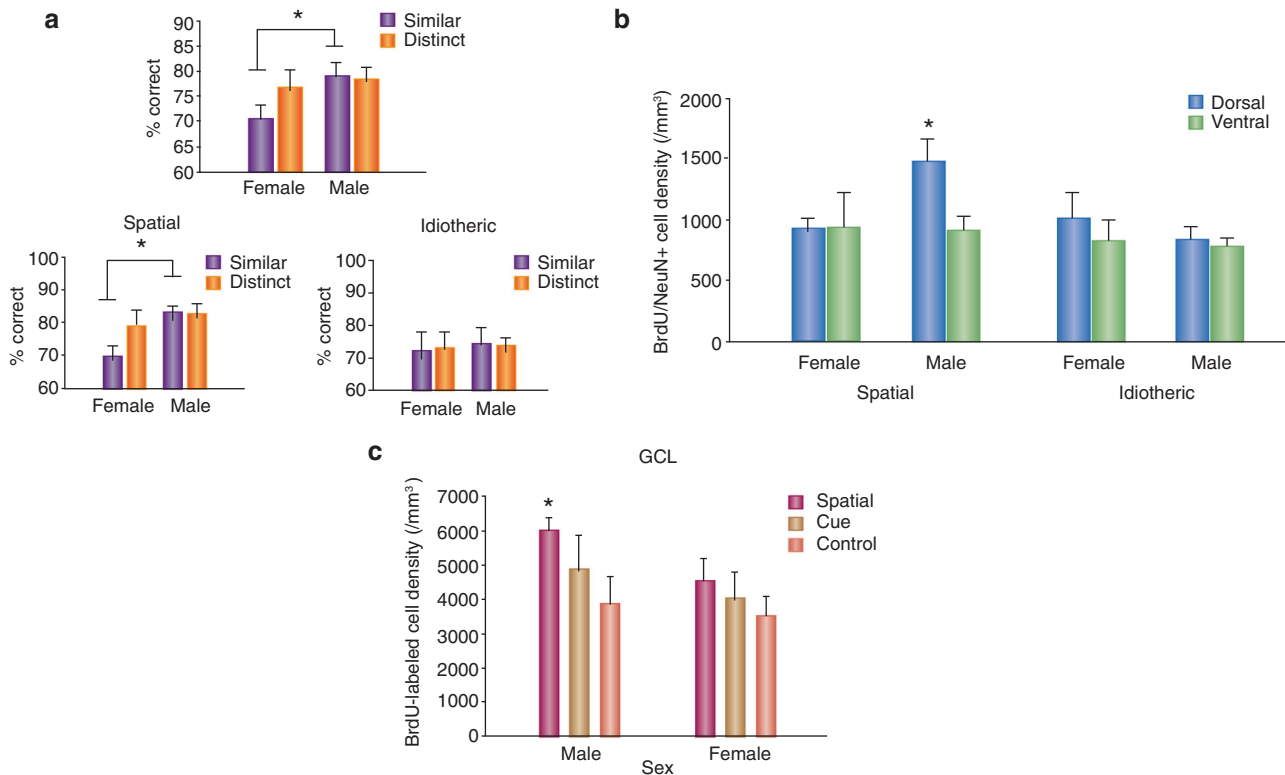 a
*
Similar
Distinct
% correct
90
85
80
75
70
65
60
Female Male
Spatial
*
Similar
Distinct
% correct
100
90
80
70
60
Female Male
Idiotheric
Similar
Distinct
% correct
100
90
80
70
60
Female Male
b
Dorsal
Ventral
*
BrdU/NeuN+ cell density (/mm³)
2000
1500
1000
500
0
Female Male Female Male
Spatial Idiotheric
c
GCL
Spatial
Cue
Control
*
BrdU-labeled cell density (/mm³)
7000
6000
5000
4000
3000
2000
1000
0
Male Female
Sex